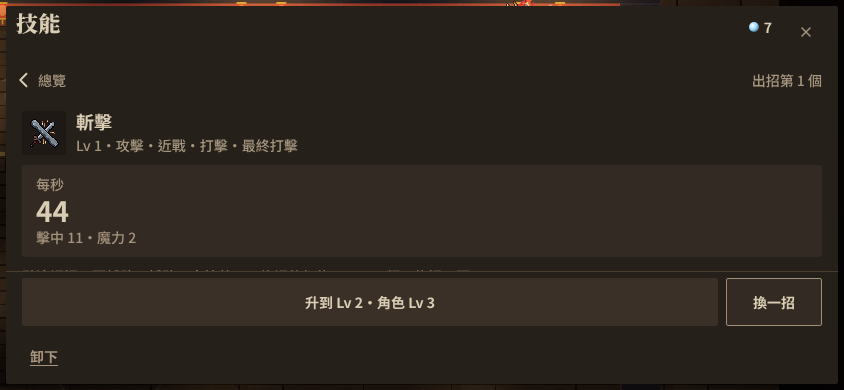 技能
7
×
總覽
出招第 1 個
斬擊
Lv 1・攻擊・近戰・打擊・最終打擊
每秒
44
擊中 11・魔力 2
升到 Lv 2・角色 Lv 3
換一招
卸下